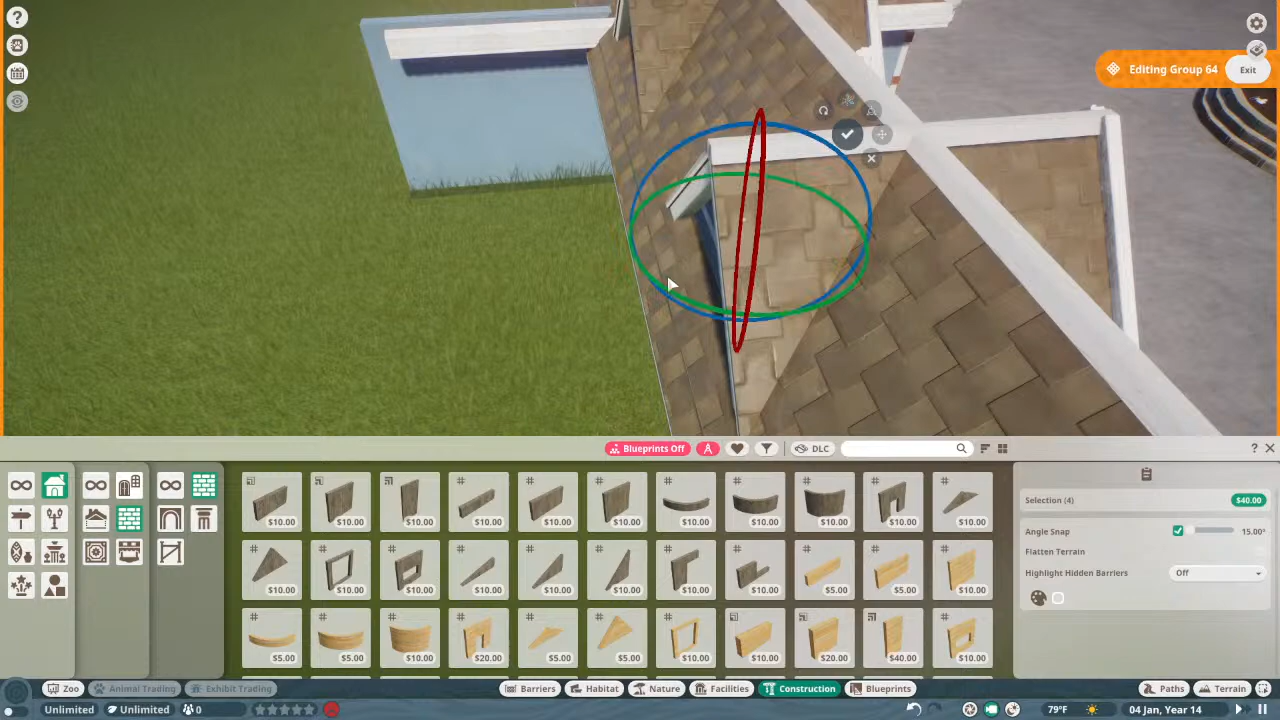 ?
Editing Group 64
Exit
Blueprints Off
DLC
? ×
$10.00 $10.00 $10.00 $10.00 $10.00 $10.00 $10.00 $10.00 $10.00 $10.00 $10.00
$10.00 $10.00 $10.00 $10.00 $10.00 $10.00 $10.00 $10.00 $5.00 $5.00 $10.00
$5.00 $5.00 $10.00 $20.00 $5.00 $5.00 $10.00 $10.00 $20.00 $40.00 $10.00
Selection (4) $40.00
Angle Snap 15.00°
Flatten Terrain
Highlight Hidden Barriers Off
Zoo Animal Trading Exhibit Trading Barriers Habitat Nature Facilities Construction Blueprints Paths Terrain
Unlimited Unlimited 0 79°F 04 Jan, Year 14